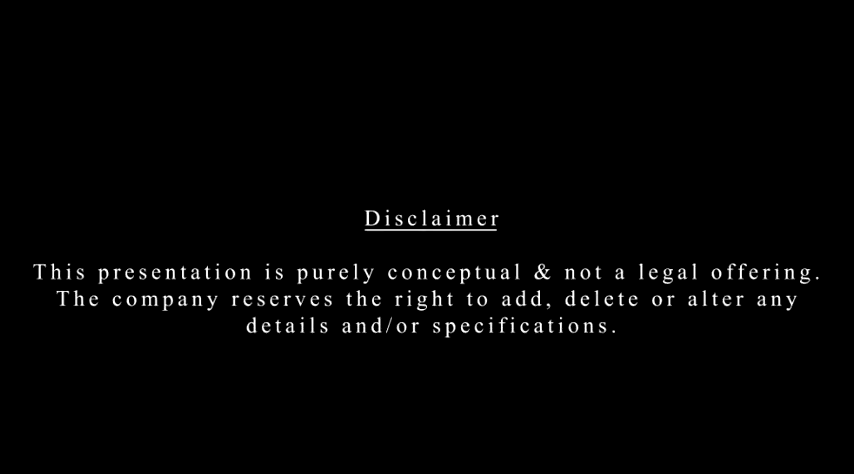 Disclaimer
This presentation is purely conceptual & not a legal offering.
The company reserves the right to add, delete or alter any
details and/or specifications.